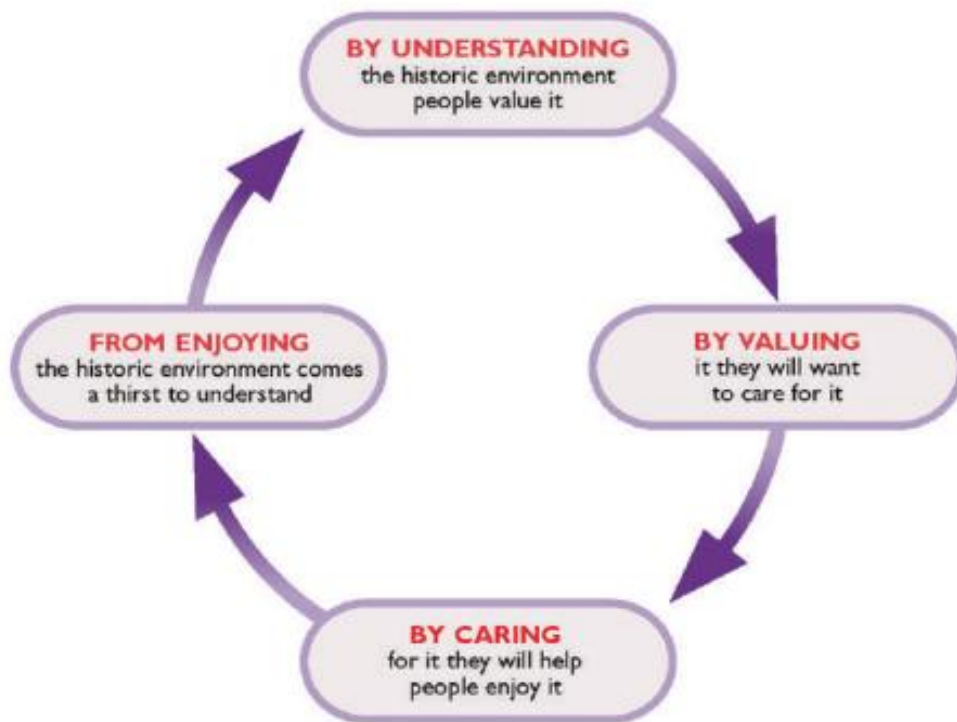 BY UNDERSTANDING
the historic environment
people value it
BY VALUING
it they will want
to care for it
BY CARING
for it they will help
people enjoy it
FROM ENJOYING
the historic environment comes
a thirst to understand